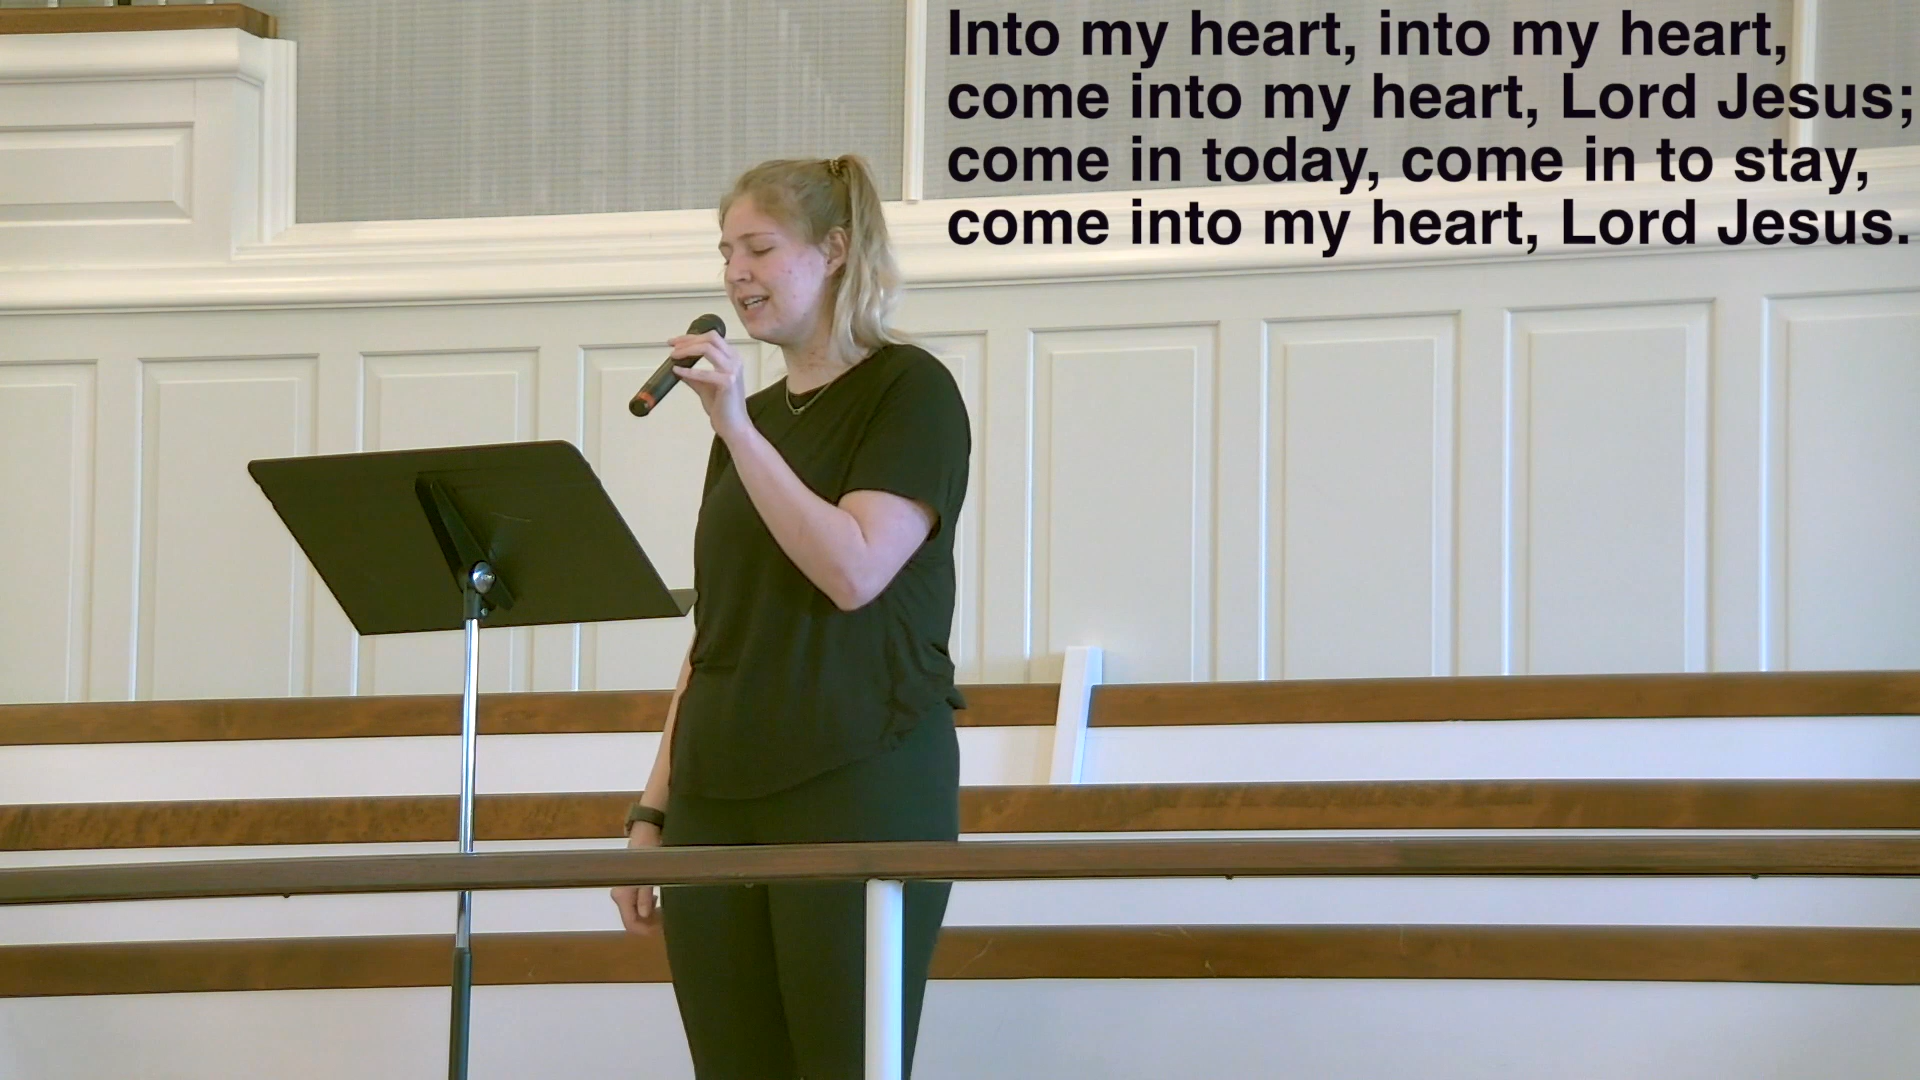 Into my heart, into my heart,
come into my heart, Lord Jesus;
come in today, come in to stay,
come into my heart, Lord Jesus.